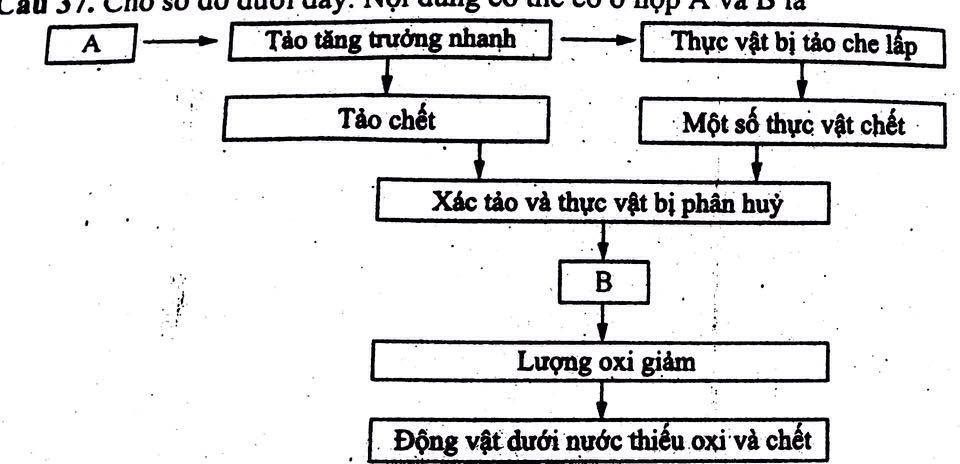 Câu 37. Cho sơ đồ dưới đây. Nội dung có thể có ở hộp A và B là
A
Tảo tăng trưởng nhanh
Thực vật bị tảo che lấp
Tảo chết
Một số thực vật chết
Xác tảo và thực vật bị phân huỷ
B
Lượng oxi giảm
Động vật dưới nước thiếu oxi và chết